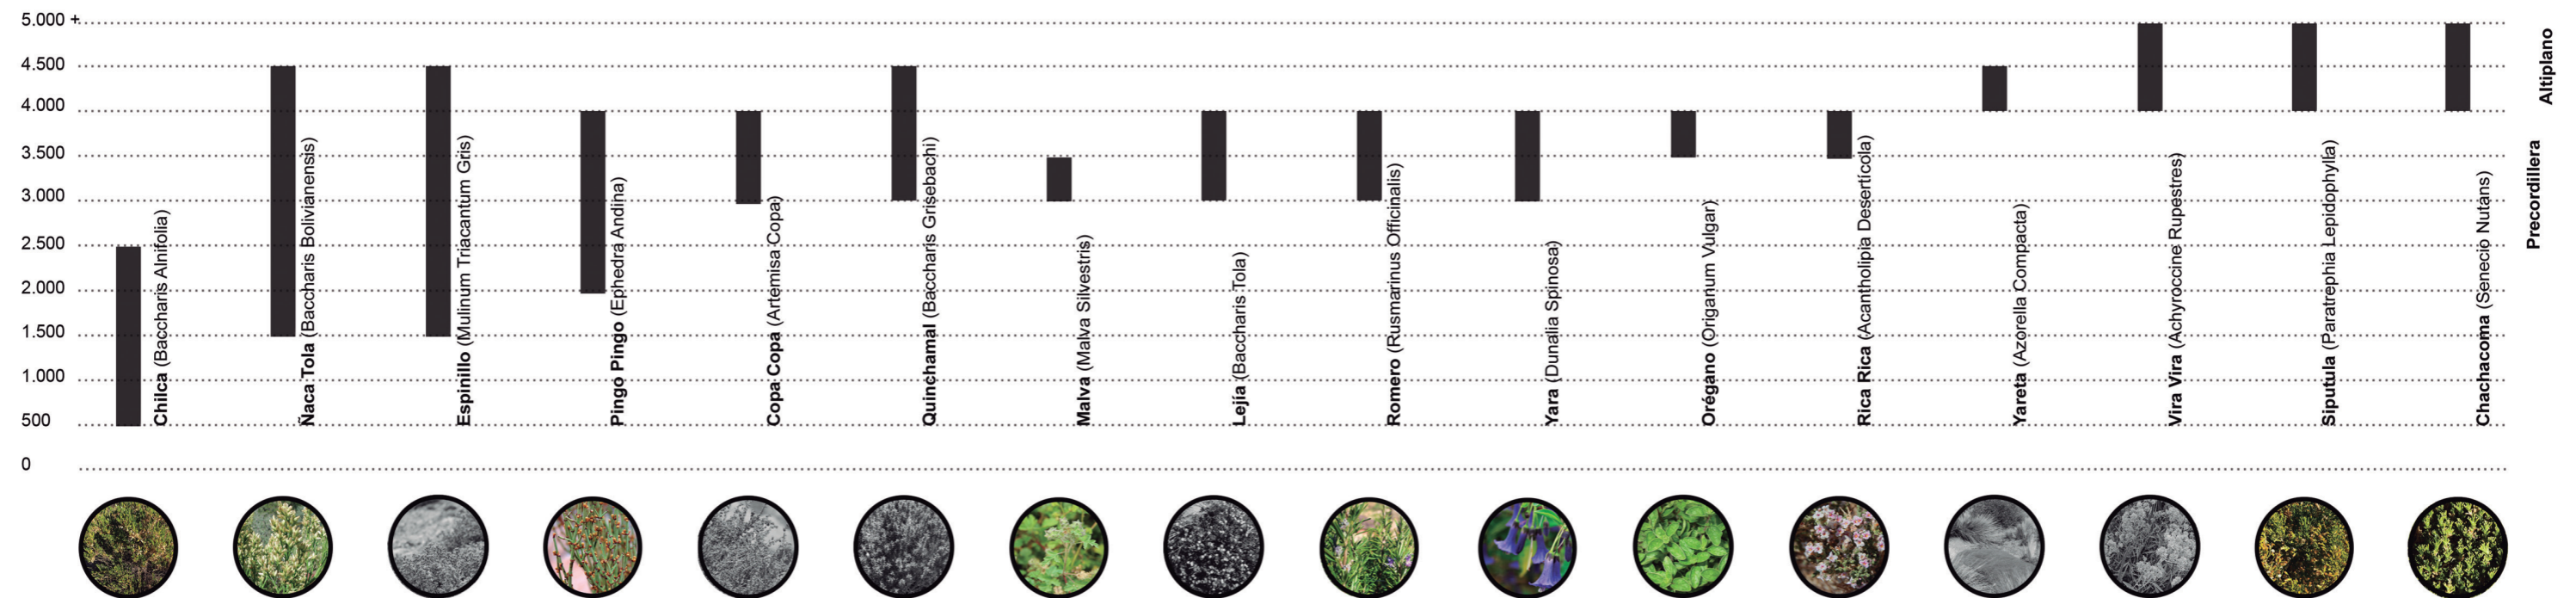 5.000 +
4.500
4.000
3.500
3.000
2.500
2.000
1.500
1.000
500
0
Chilca (Baccharis Alnifolia)
Ñaca Tola (Baccharis Bolivianensis)
Espinillo (Mulinum Triacantum Gris)
Pingo Pingo (Ephedra Andina)
Copa Copa (Artemisa Copa)
Quinchamal (Baccharis Grisebachi)
Malva (Malva Silvestris)
Lejía (Baccharis Tola)
Romero (Rusmarinus Officinalis)
Yara (Dunalia Spinosa)
Orégano (Origanum Vulgar)
Rica Rica (Acantholipia Desertícola)
Yareta (Azorella Compacta)
Vira Vira (Achyroccine Rupestres)
Siputula (Paratrephia Lepidophylla)
Chachacoma (Senecio Nutans)
Altiplano
Precordillera